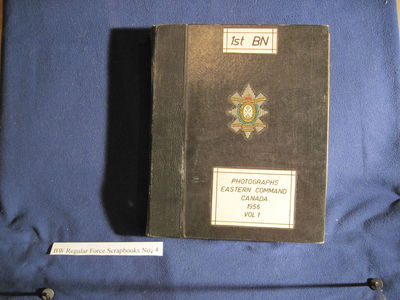 1st BN
PHOTOGRAPHS
EASTERN COMMAND
CANADA
1956
VOL 1
BW Regular Force Scrapbooks No. 4